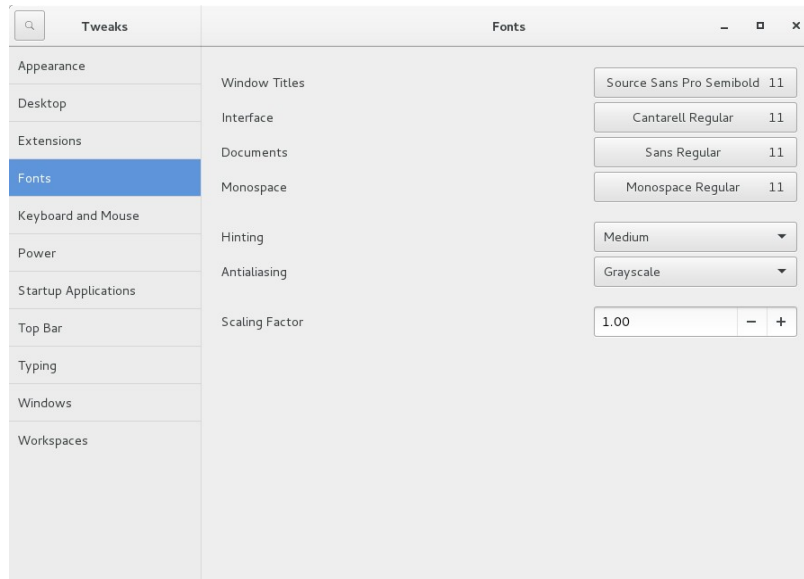 Tweaks
Fonts
Appearance
Desktop
Extensions
Fonts
Keyboard and Mouse
Power
Startup Applications
Top Bar
Typing
Windows
Workspaces
Window Titles Source Sans Pro Semibold 11
Interface Cantarell Regular 11
Documents Sans Regular 11
Monospace Monospace Regular 11
Hinting Medium
Antialiasing Grayscale
Scaling Factor 1.00 − +